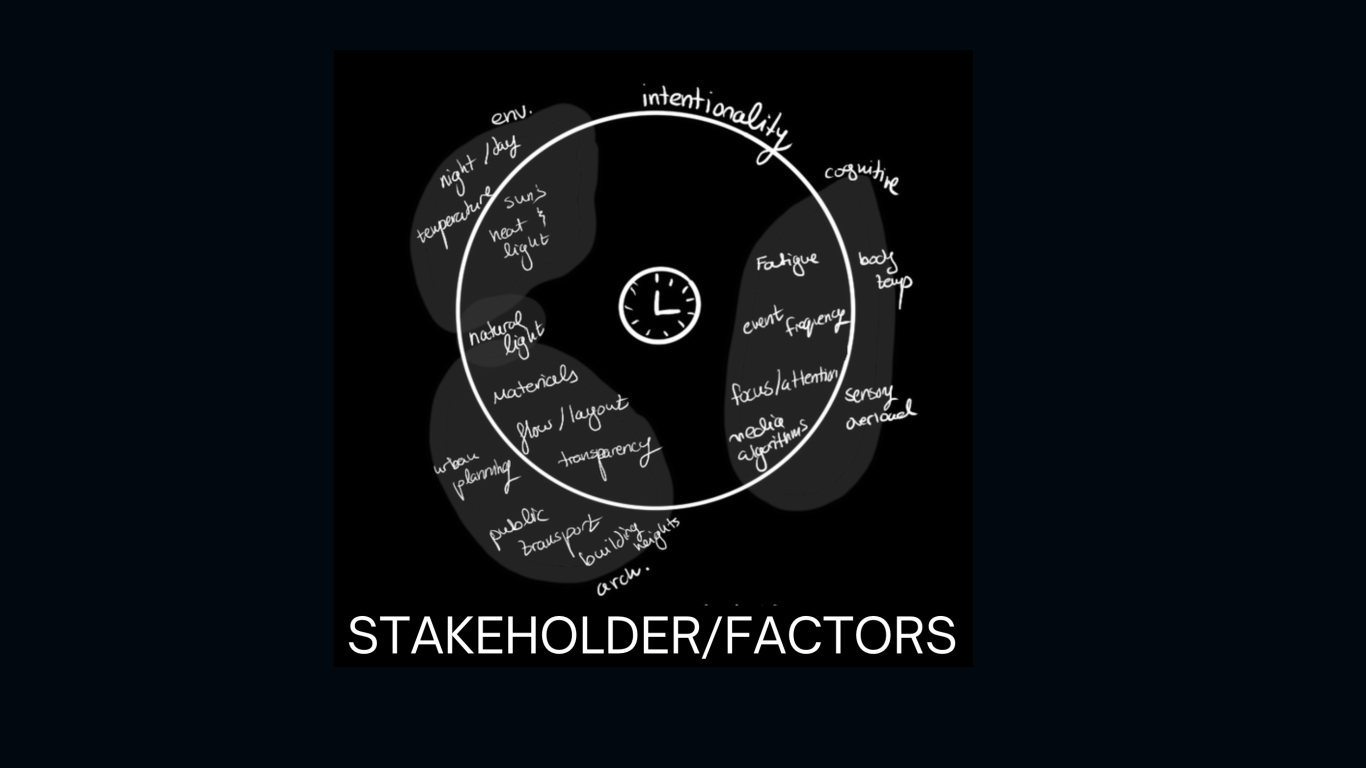 intentionality
env.
night / day
temperature
sun's
heat &
light
natural
light
Materials
flow / layout
transparency
urban
planning
public
transport
building
heights
arch.
cognitive
Fatigue
body
temp
event frequency
focus/attention
media
algorithms
sensory
STAKEHOLDER/FACTORS